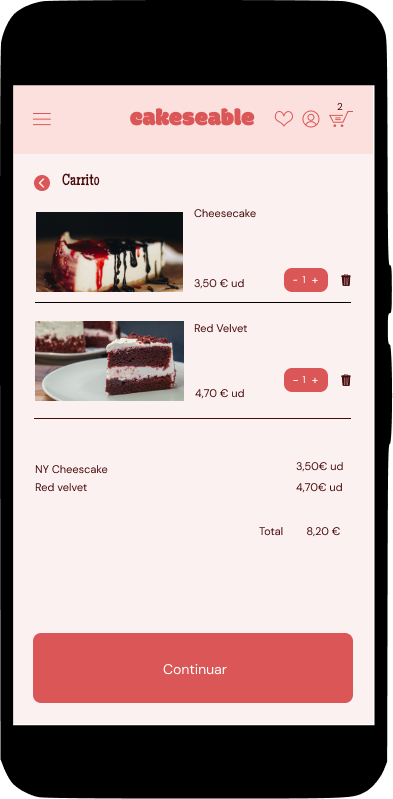 2
cakeseable
Carrito
Cheesecake
3,50 € ud
- 1 +
Red Velvet
4,70 € ud
- 1 +
NY Cheescake 3,50€ ud
Red velvet 4,70€ ud
Total 8,20 €
Continuar